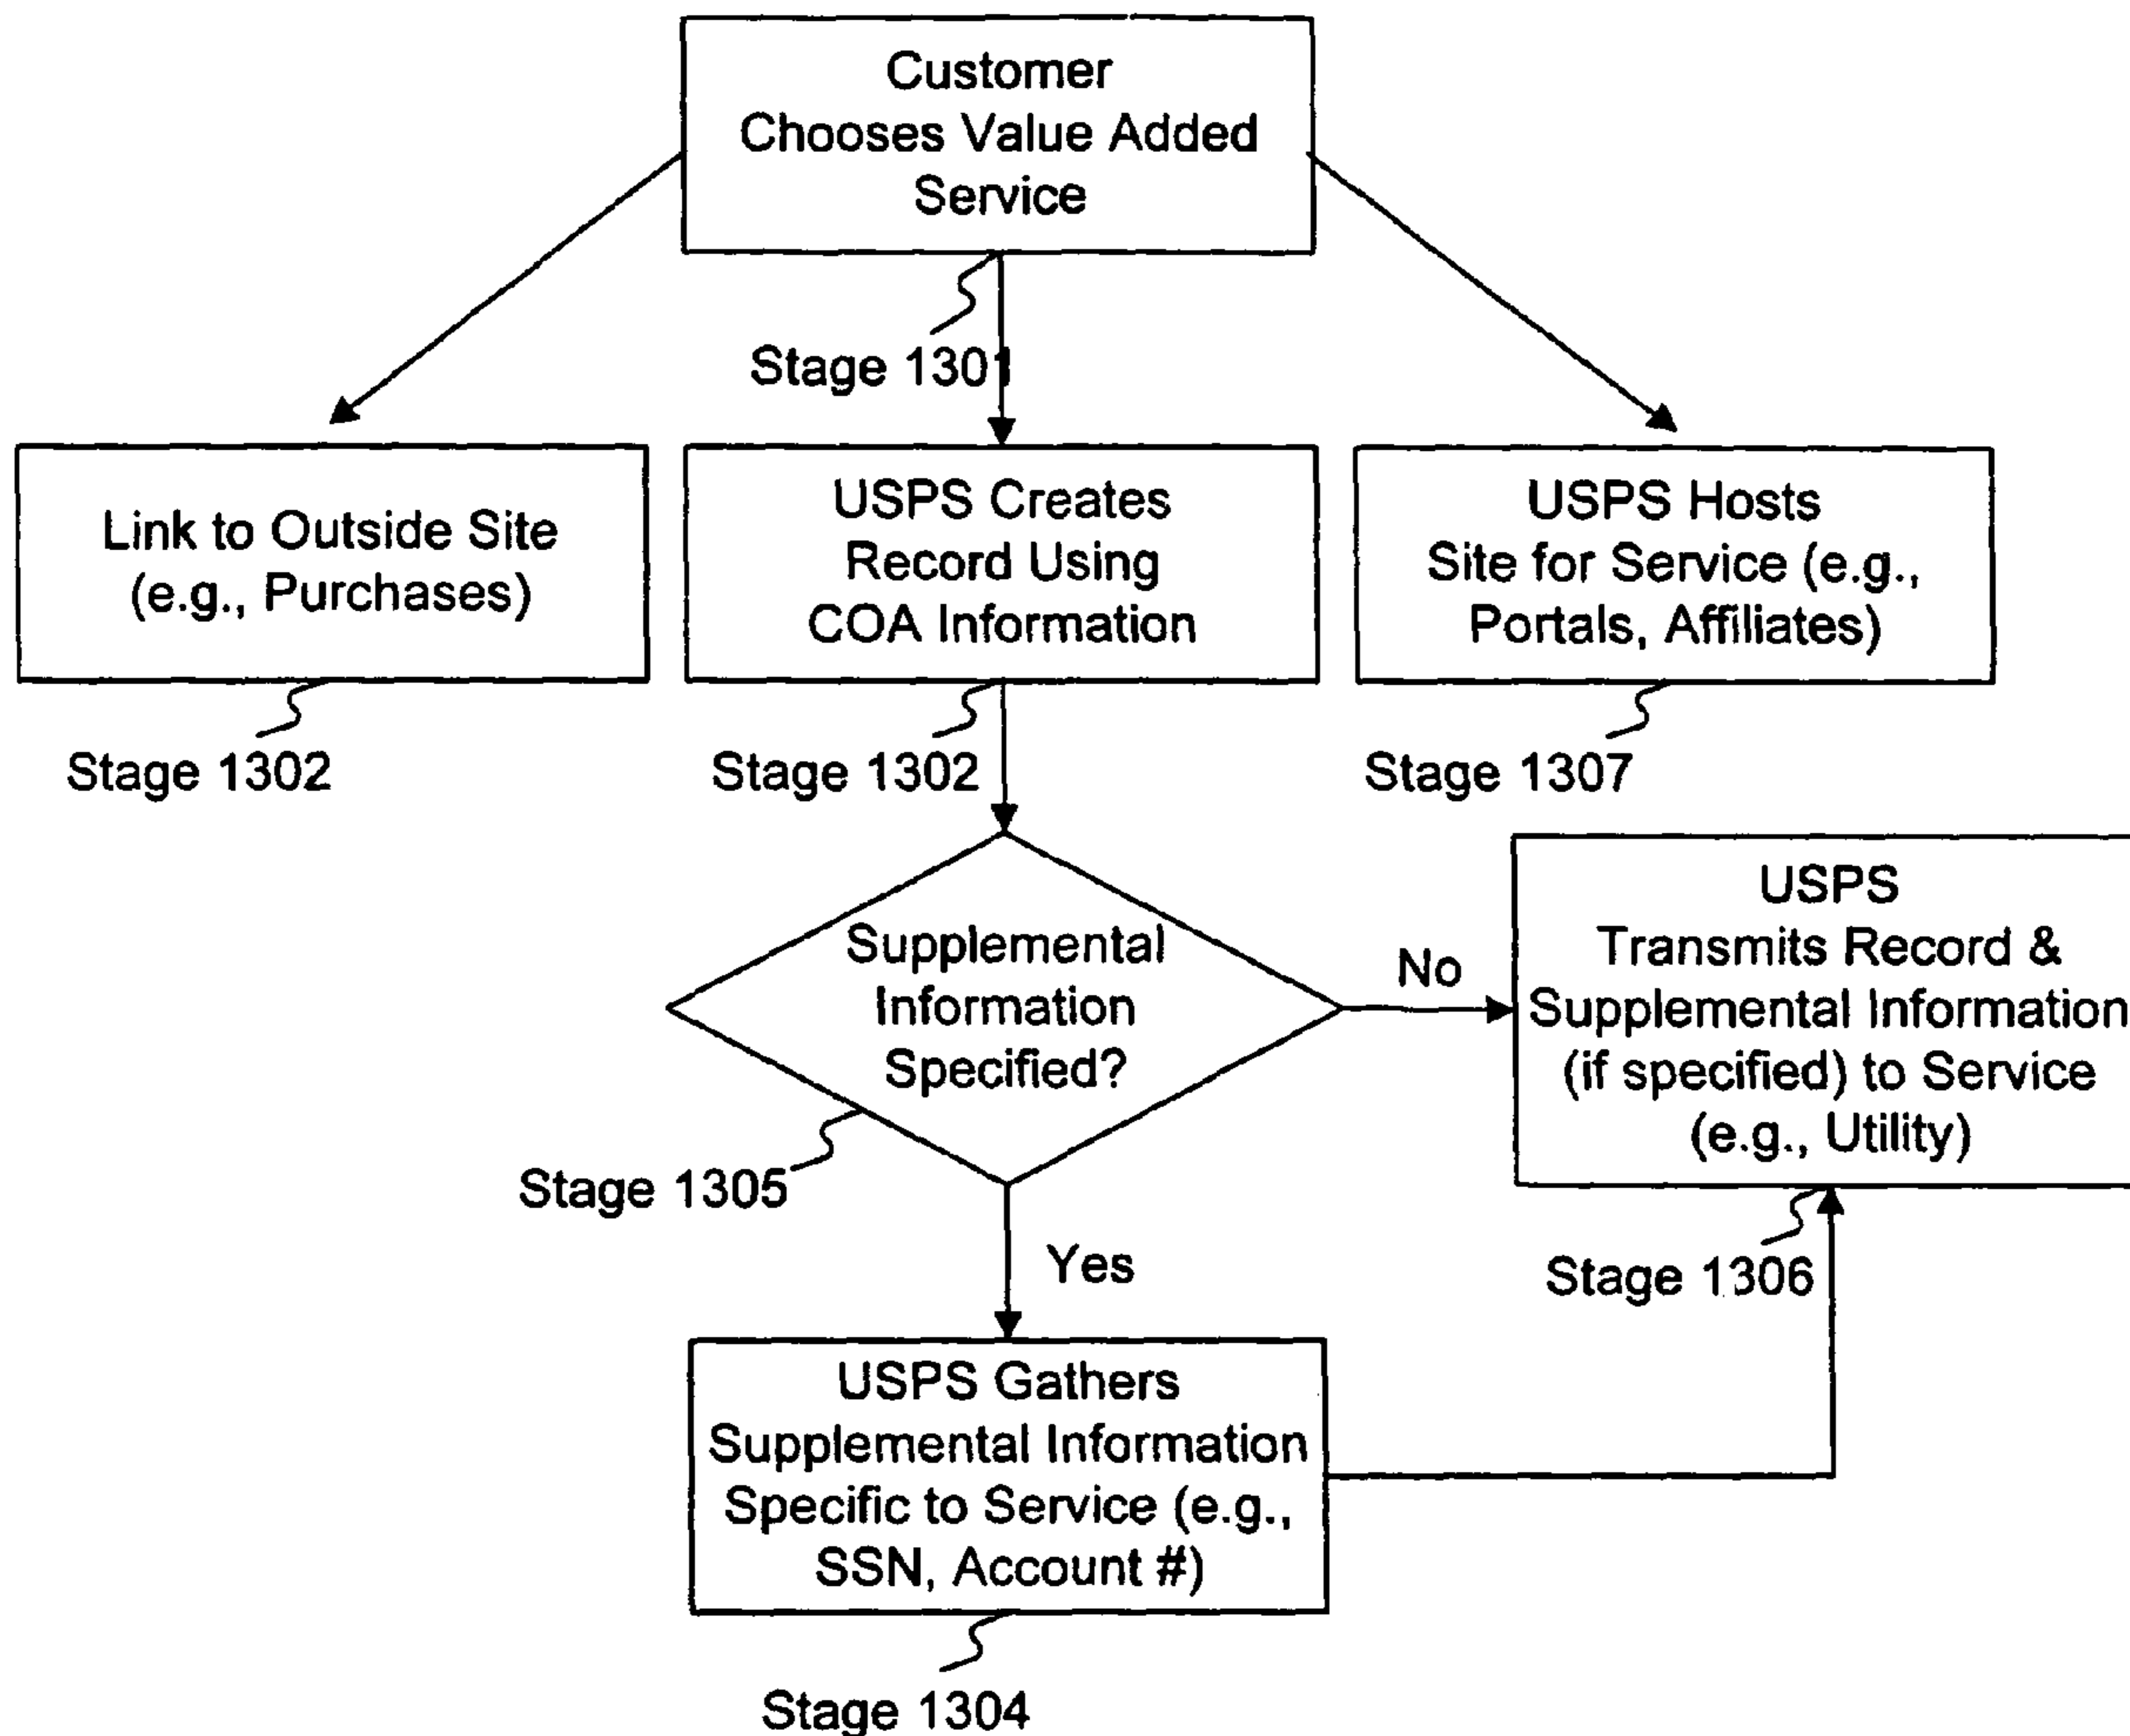 Customer
Chooses Value Added
Service
Stage 1301
Link to Outside Site
(e.g., Purchases)
USPS Creates
Record Using
COA Information
USPS Hosts
Site for Service (e.g.,
Portals, Affiliates)
Stage 1302
Stage 1302
Stage 1307
Supplemental
Information
Specified?
No
USPS
Transmits Record &
Supplemental Information
(if specified) to Service
(e.g., Utility)
Stage 1305
Yes
Stage 1306
USPS Gathers
Supplemental Information
Specific to Service (e.g.,
SSN, Account #)
Stage 1304